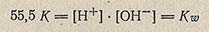 55,5 K = [H⁺] · [OH⁻] = Kw